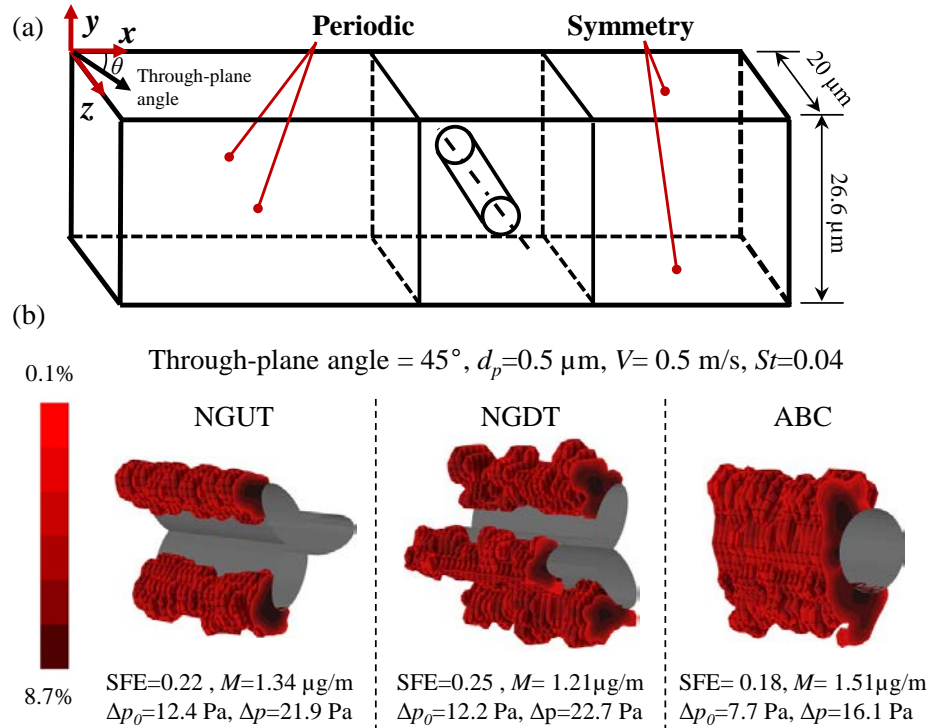 (a)
y
x
θ
z
Through-plane
angle
Periodic
Symmetry
20 μm
26.6 μm
(b)
Through-plane angle = 45°, dₚ=0.5 μm, V= 0.5 m/s, St=0.04
0.1%
8.7%
NGUT
NGDT
ABC
SFE=0.22 , M=1.34 μg/m
Δp₀=12.4 Pa, Δp=21.9 Pa
SFE=0.25 , M= 1.21μg/m
Δp₀=12.2 Pa, Δp=22.7 Pa
SFE= 0.18, M= 1.51μg/m
Δp₀=7.7 Pa, Δp=16.1 Pa